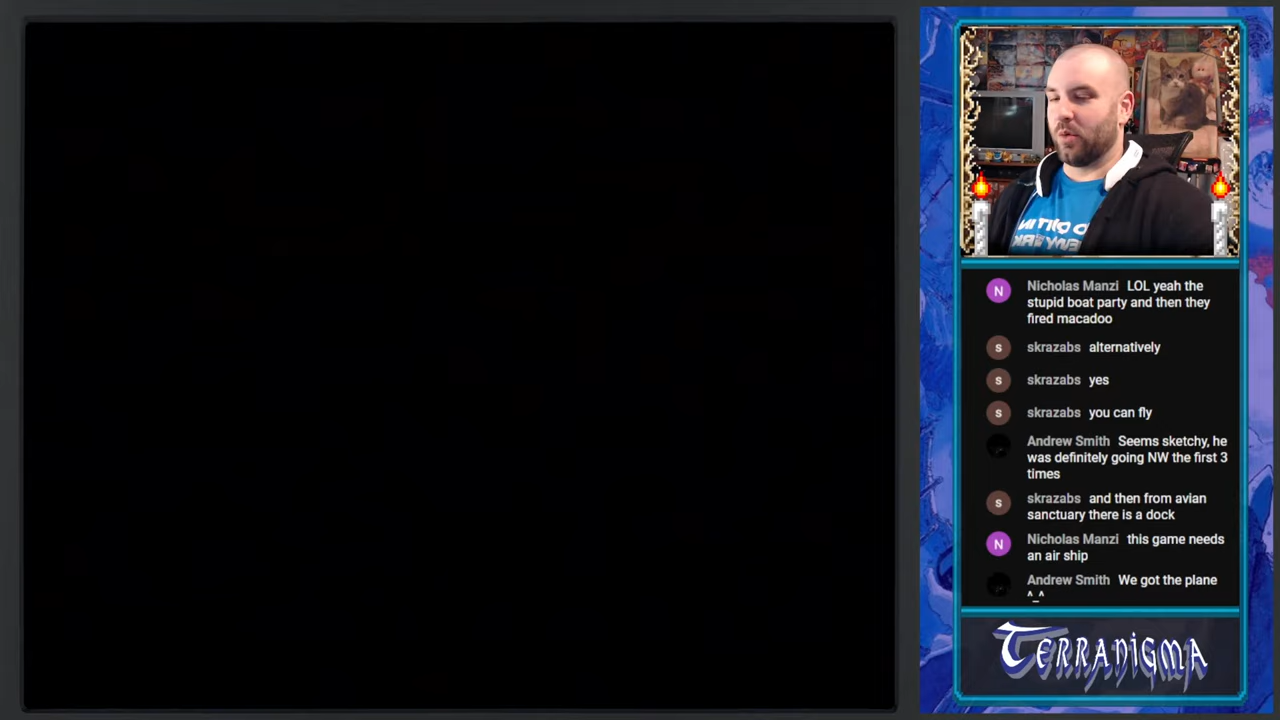 Nicholas Manzi LOL yeah the
stupid boat party and then they
fired macadoo
skrazabs alternatively
skrazabs yes
skrazabs you can fly
Andrew Smith Seems sketchy, he
was definitely going NW the first 3
times
skrazabs and then from avian
sanctuary there is a dock
Nicholas Manzi this game needs
an air ship
Andrew Smith We got the plane
^_^
N
s
s
s
s
N
TERRANIGMA